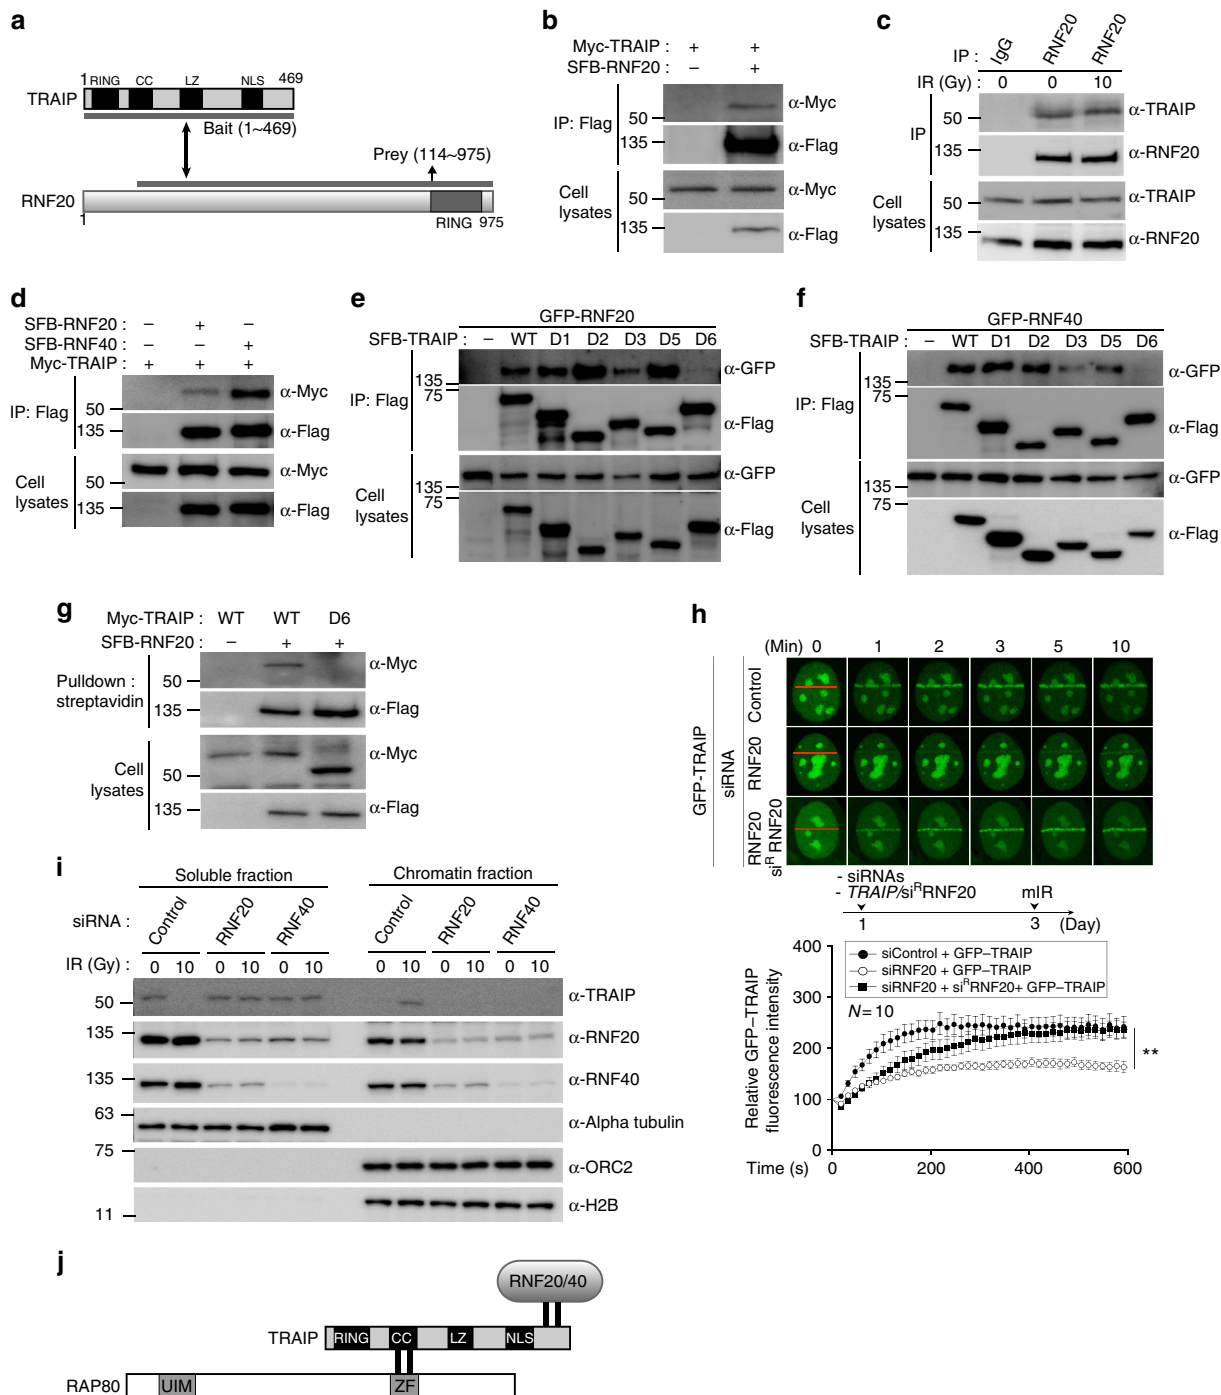 a
1 RING CC LZ NLS 469
TRAIP
Bait (1~469)
Prey (114~975)
RNF20
1 RING 975
b
Myc-TRAIP : + +
SFB-RNF20 : – +
IP: Flag
50
α-Myc
135
α-Flag
Cell lysates
50
α-Myc
135
α-Flag
c
IP : IgG RNF20 RNF20
IR (Gy) : 0 0 10
IP
50
α-TRAIP
135
α-RNF20
Cell lysates
50
α-TRAIP
135
α-RNF20
d
SFB-RNF20 : – + –
SFB-RNF40 : – – +
Myc-TRAIP : + + +
IP: Flag
50
α-Myc
135
α-Flag
Cell lysates
50
α-Myc
135
α-Flag
e
GFP-RNF20
SFB-TRAIP : – WT D1 D2 D3 D5 D6
IP: Flag
135
α-GFP
75
α-Flag
Cell lysates
135
α-GFP
75
α-Flag
f
GFP-RNF40
SFB-TRAIP : – WT D1 D2 D3 D5 D6
IP: Flag
135
α-GFP
75
α-Flag
Cell lysates
135
α-GFP
75
α-Flag
g
Myc-TRAIP : WT WT D6
SFB-RNF20 : – + +
Pulldown : streptavidin
50
α-Myc
135
α-Flag
Cell lysates
50
α-Myc
135
α-Flag
h
(Min) 0 1 2 3 5 10
GFP-TRAIP
siRNA
Control
RNF20
RNF20
siR RNF20
- siRNAs
- TRAIP/siRRNF20
mIR
1 3 (Day)
400
300
200
100
0
Relative GFP–TRAIP
fluorescence intensity
siControl + GFP–TRAIP
siRNF20 + GFP–TRAIP
siRNF20 + siRRNF20+ GFP–TRAIP
N = 10
**
Time (s) 0 200 400 600
i
Soluble fraction Chromatin fraction
siRNA : Control RNF20 RNF40 Control RNF20 RNF40
IR (Gy) : 0 10 0 10 0 10 0 10 0 10 0 10
50
α-TRAIP
135
α-RNF20
135
α-RNF40
63
α-Alpha tubulin
75
α-ORC2
α-H2B
11
j
RNF20/40
TRAIP RING CC LZ NLS
RAP80 UIM ZF